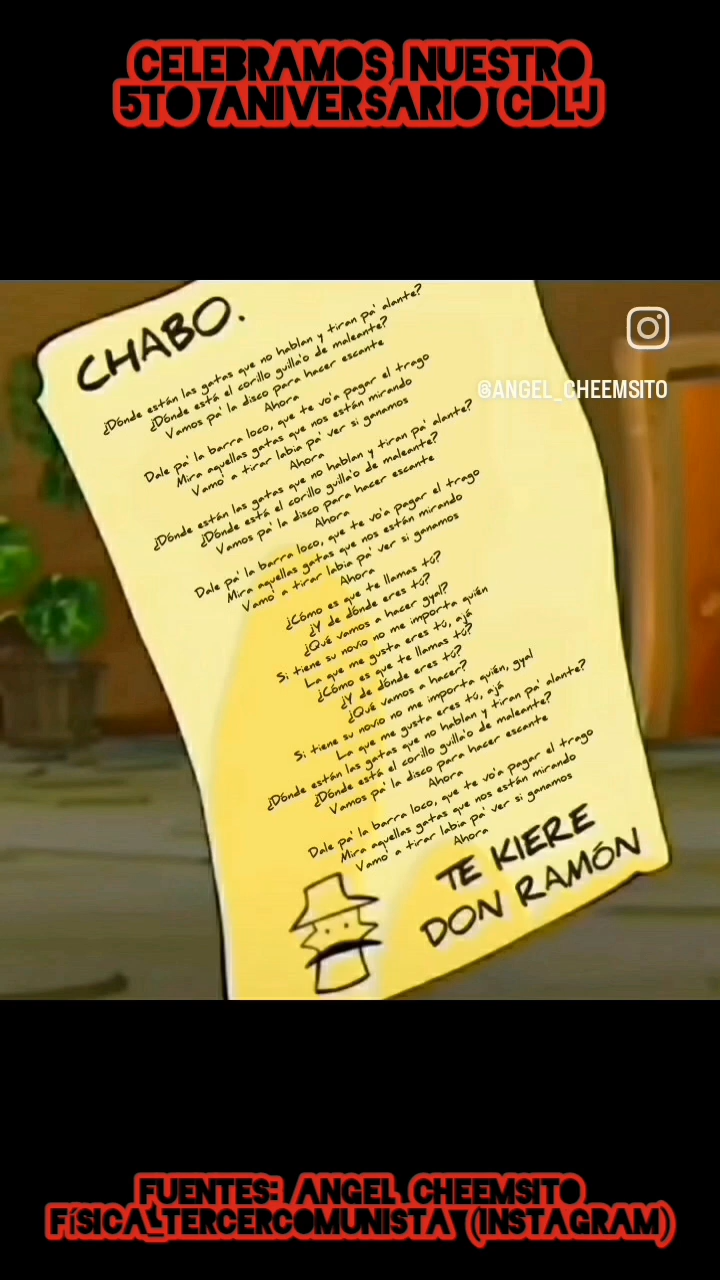 CELEBRAMOS NUESTRO
5TO ANIVERSARIO CDLJ
CHABO.
@ANGEL_CHEEMSITO
¿Dónde están las gatas que no hablan y tiran pa' alante?
¿Dónde está el corillo guilla'o de maleante?
Vamos pa' la disco para hacer escante
Ahora
Dale pa' la barra loco, que te vo'a pagar el trago
Mira aquellas gatas que nos están mirando
Vamo' a tirar labia pa' ver si ganamos
Ahora
¿Dónde están las gatas que no hablan y tiran pa' alante?
¿Dónde está el corillo guilla'o de maleante?
Vamos pa' la disco para hacer escante
Ahora
Dale pa' la barra loco, que te vo'a pagar el trago
Mira aquellas gatas que nos están mirando
Vamo' a tirar labia pa' ver si ganamos
Ahora
¿Cómo es que te llamas tú?
¿Y de dónde eres tú?
¿Qué vamos a hacer gyal?
Si tiene su novio no me importa quién
La que me gusta eres tú, ajá
¿Cómo es que te llamas tú?
¿Y de dónde eres tú?
¿Qué vamos a hacer?
Si tiene su novio no me importa quién, gyal
La que me gusta eres tú, ajá
¿Dónde están las gatas que no hablan y tiran pa' alante?
¿Dónde está el corillo guilla'o de maleante?
Vamos pa' la disco para hacer escante
Ahora
Dale pa' la barra loco, que te vo'a pagar el trago
Mira aquellas gatas que nos están mirando
Vamo' a tirar labia pa' ver si ganamos
Ahora
TE KIERE
DON RAMÓN
FUENTES: ANGEL CHEEMSITO
FÍSICA_TERCERCOMUNISTA (INSTAGRAM)